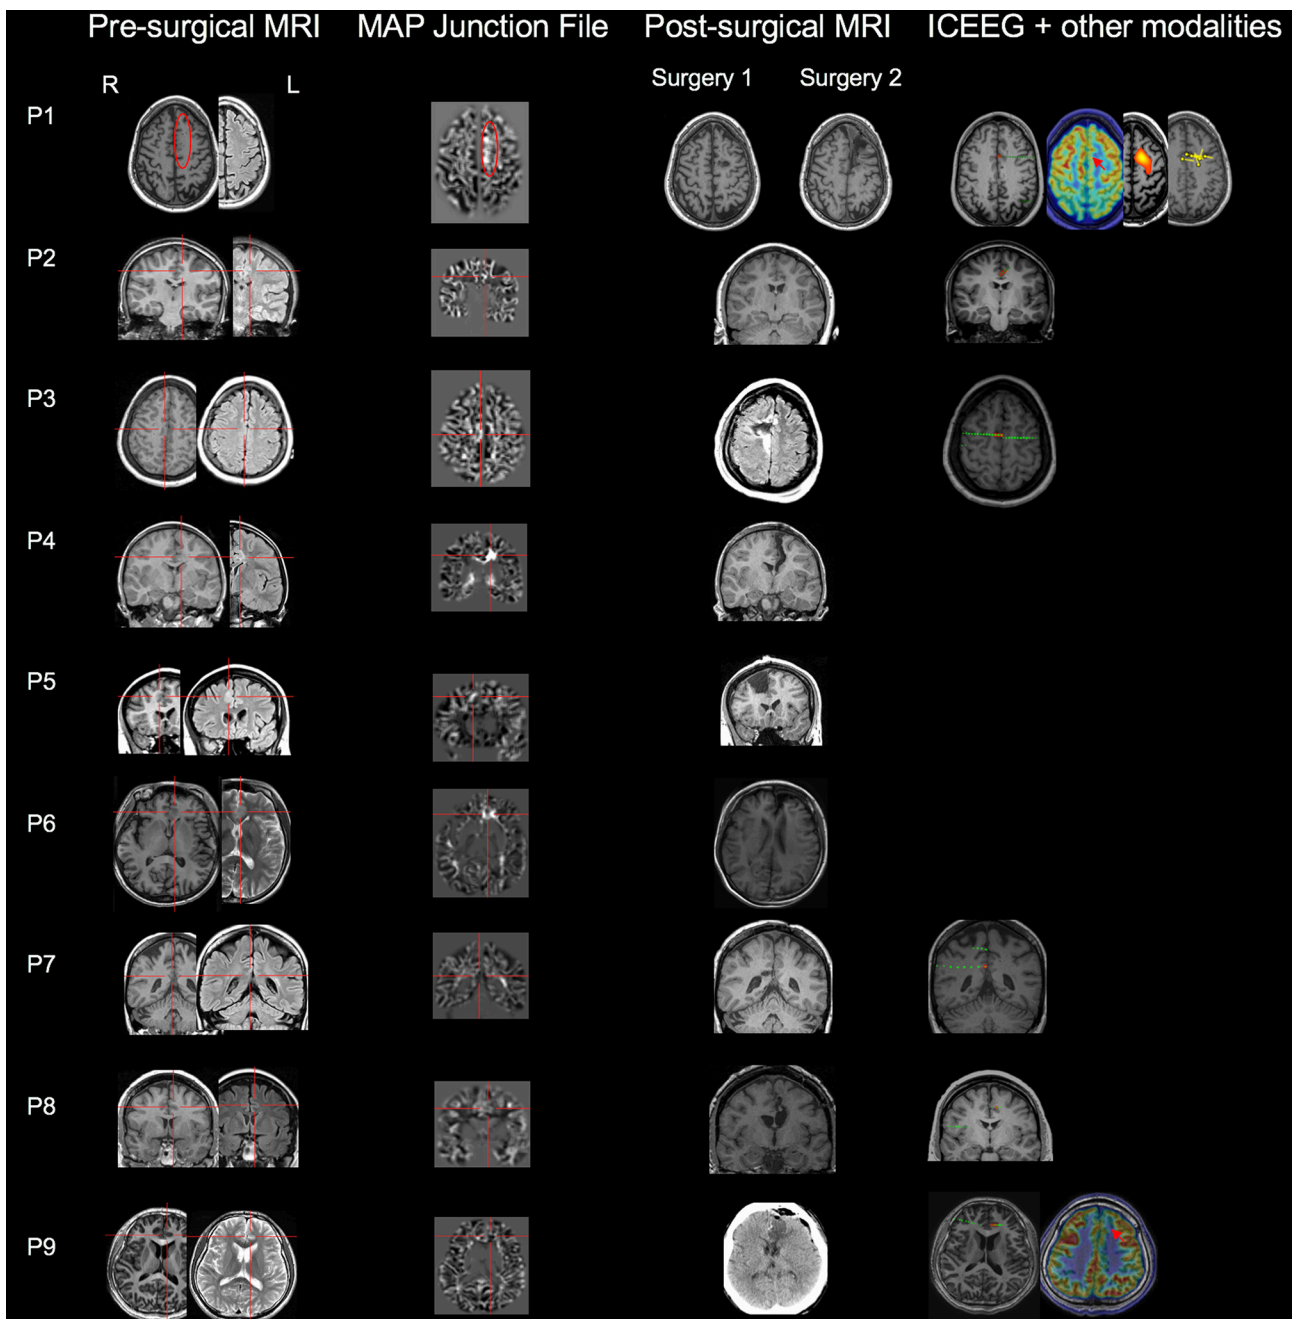 Pre-surgical MRI MAP Junction File Post-surgical MRI ICEEG + other modalities
R L Surgery 1 Surgery 2
P1
P2
P3
P4
P5
P6
P7
P8
P9